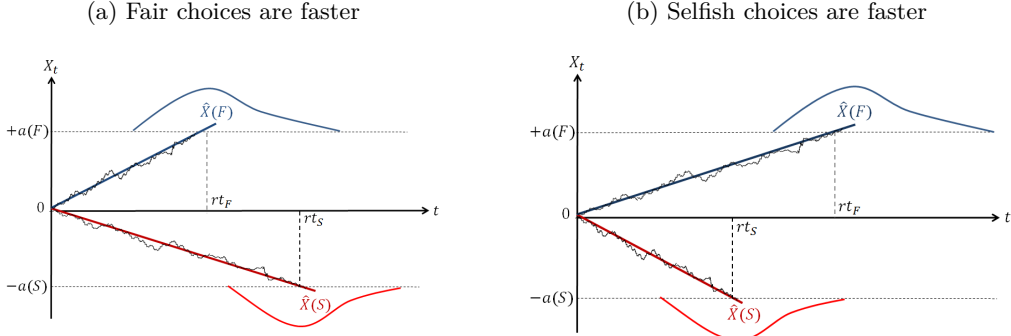 (a) Fair choices are faster
X_t
+a(F)
X̂(F)
0
rt_F
rt_S
t
−a(S)
X̂(S)
(b) Selfish choices are faster
X_t
+a(F)
X̂(F)
0
rt_S
rt_F
t
−a(S)
X̂(S)